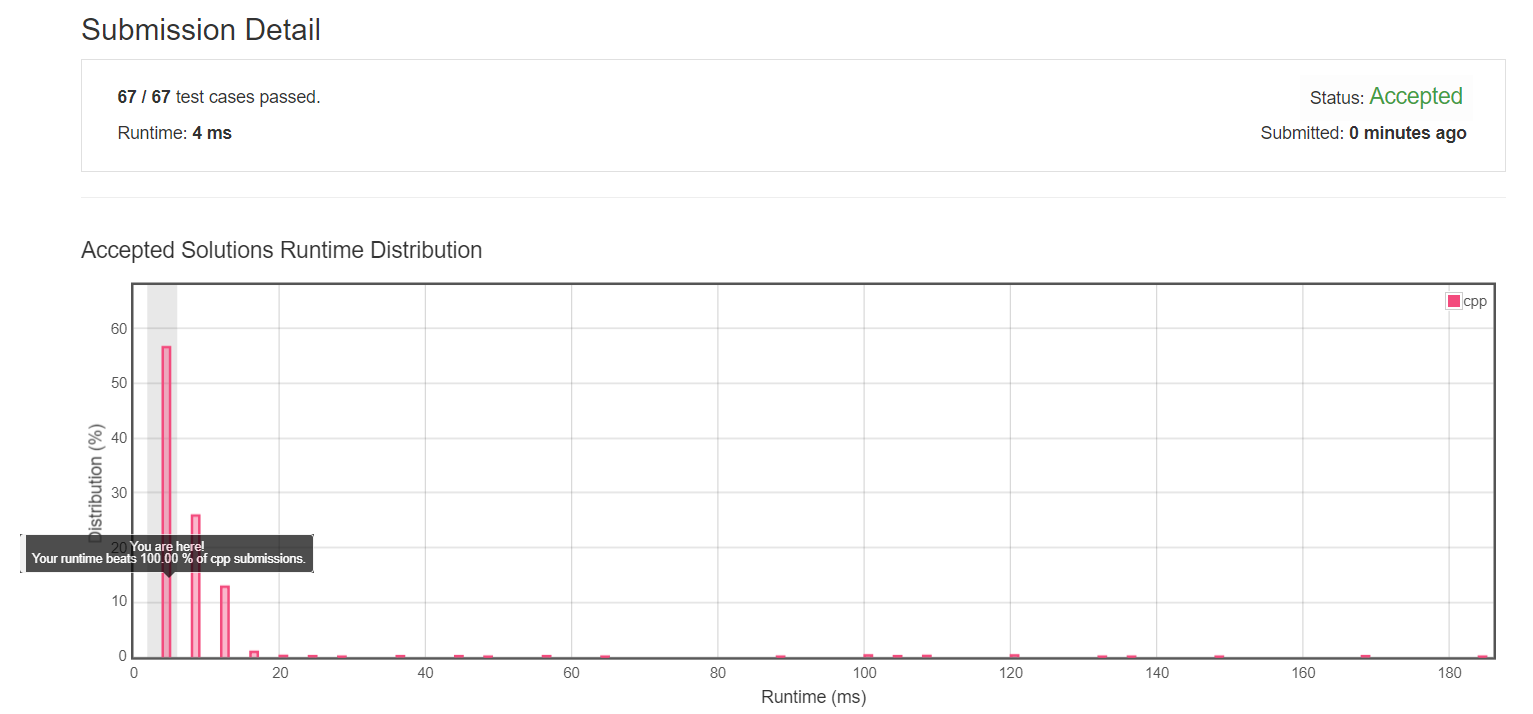 Submission Detail
67 / 67 test cases passed.
Status: Accepted
Runtime: 4 ms
Submitted: 0 minutes ago
Accepted Solutions Runtime Distribution
cpp
60
50
40
30
20
10
0
Distribution (%)
You are here!
Your runtime beats 100.00 % of cpp submissions.
0 20 40 60 80 100 120 140 160 180
Runtime (ms)